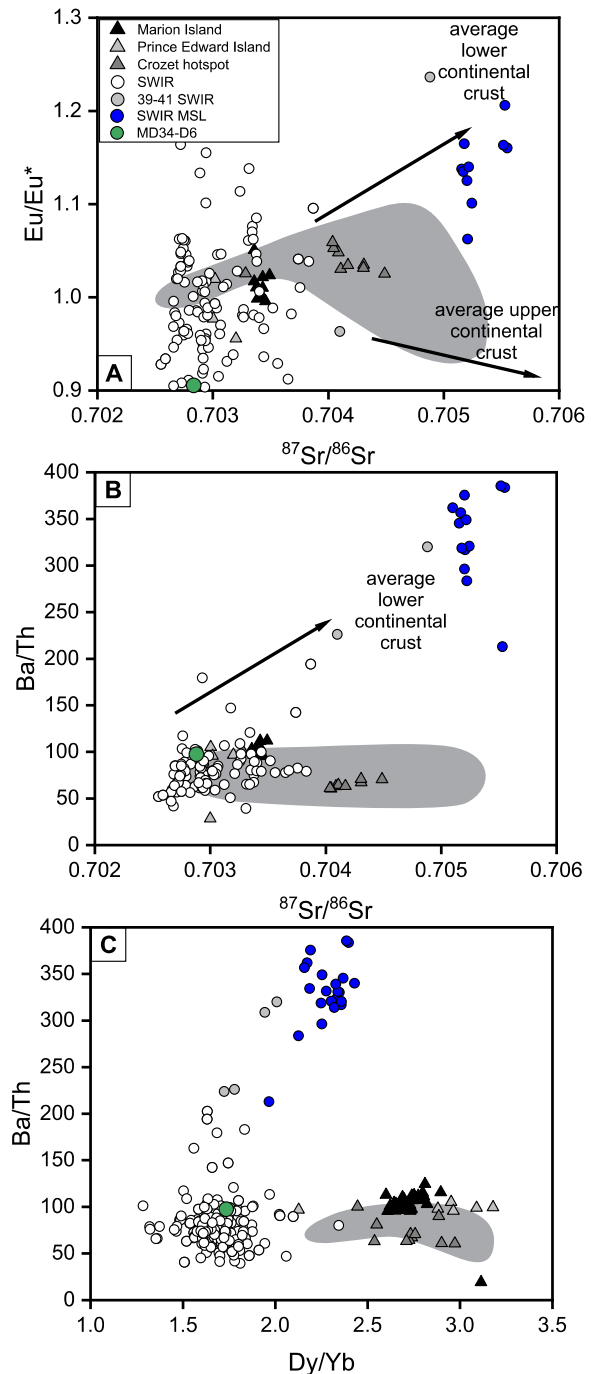 1.3
1.2
1.1
1.0
0.9
Eu/Eu*
Marion Island
Prince Edward Island
Crozet hotspot
SWIR
39-41 SWIR
SWIR MSL
MD34-D6
average
lower
continental
crust
average upper
continental
crust
A
0.702
0.703
0.704
0.705
0.706
87Sr/86Sr
400
350
300
250
200
150
100
50
0
Ba/Th
B
average
lower
continental
crust
0.702
0.703
0.704
0.705
0.706
87Sr/86Sr
400
350
300
250
200
150
100
50
0
Ba/Th
C
1.0
1.5
2.0
2.5
3.0
3.5
Dy/Yb